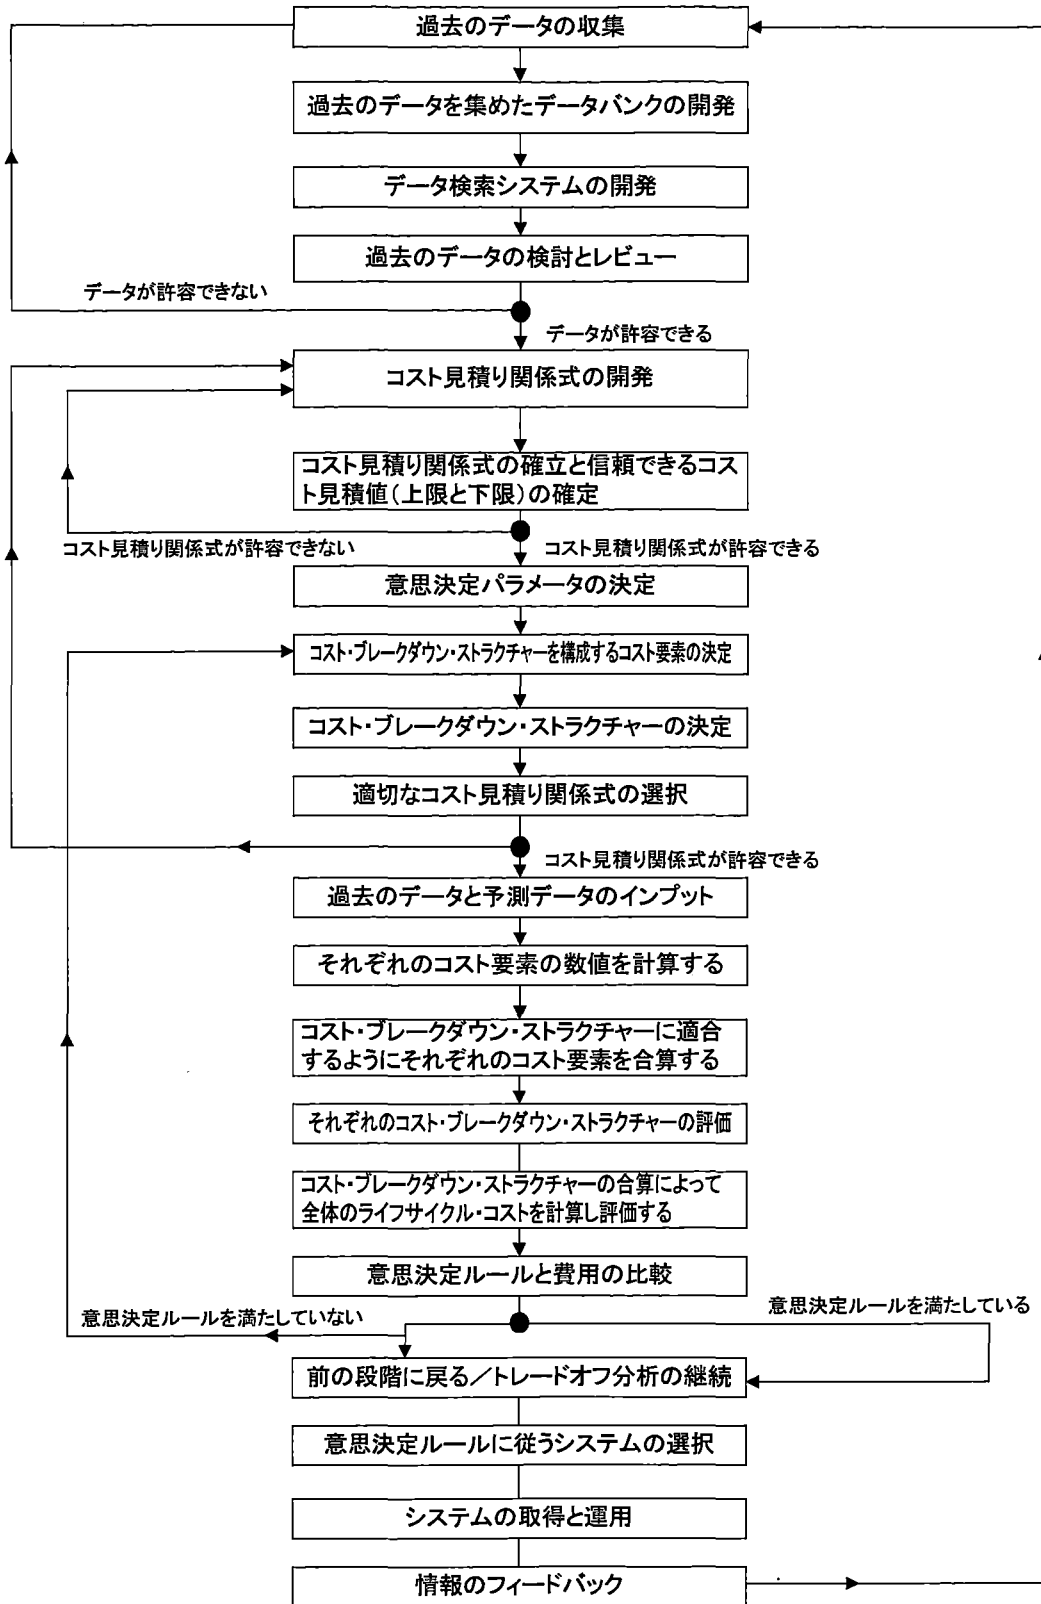 過去のデータの収集
過去のデータを集めたデータバンクの開発
データ検索システムの開発
過去のデータの検討とレビュー
データが許容できない
データが許容できる
コスト見積り関係式の開発
コスト見積り関係式の確立と信頼できるコス
ト見積値(上限と下限)の確定
コスト見積り関係式が許容できない
コスト見積り関係式が許容できる
意思決定パラメータの決定
コスト・ブレークダウン・ストラクチャーを構成するコスト要素の決定
コスト・ブレークダウン・ストラクチャーの決定
適切なコスト見積り関係式の選択
コスト見積り関係式が許容できる
過去のデータと予測データのインプット
それぞれのコスト要素の数値を計算する
コスト・ブレークダウン・ストラクチャーに適合
するようにそれぞれのコスト要素を合算する
それぞれのコスト・ブレークダウン・ストラクチャーの評価
コスト・ブレークダウン・ストラクチャーの合算によって
全体のライフサイクル・コストを計算し評価する
意思決定ルールと費用の比較
意思決定ルールを満たしていない
意思決定ルールを満たしている
前の段階に戻る/トレードオフ分析の継続
意思決定ルールに従うシステムの選択
システムの取得と運用
情報のフィードバック